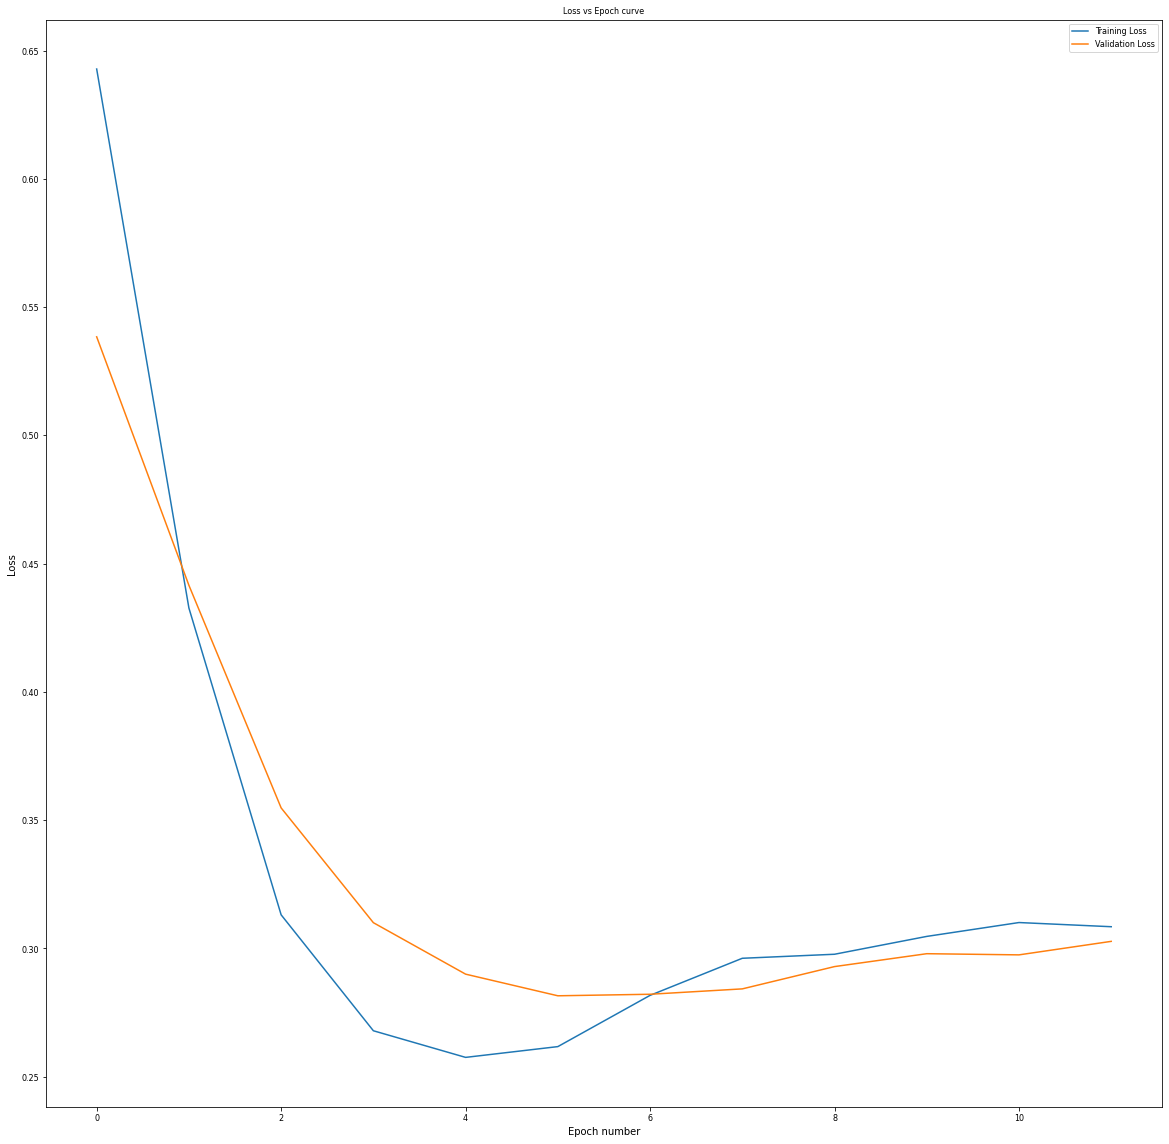 Loss vs Epoch curve
Training Loss
Validation Loss
0.65
0.60
0.55
0.50
0.45
0.40
0.35
0.30
0.25
Loss
0 2 4 6 8 10
Epoch number